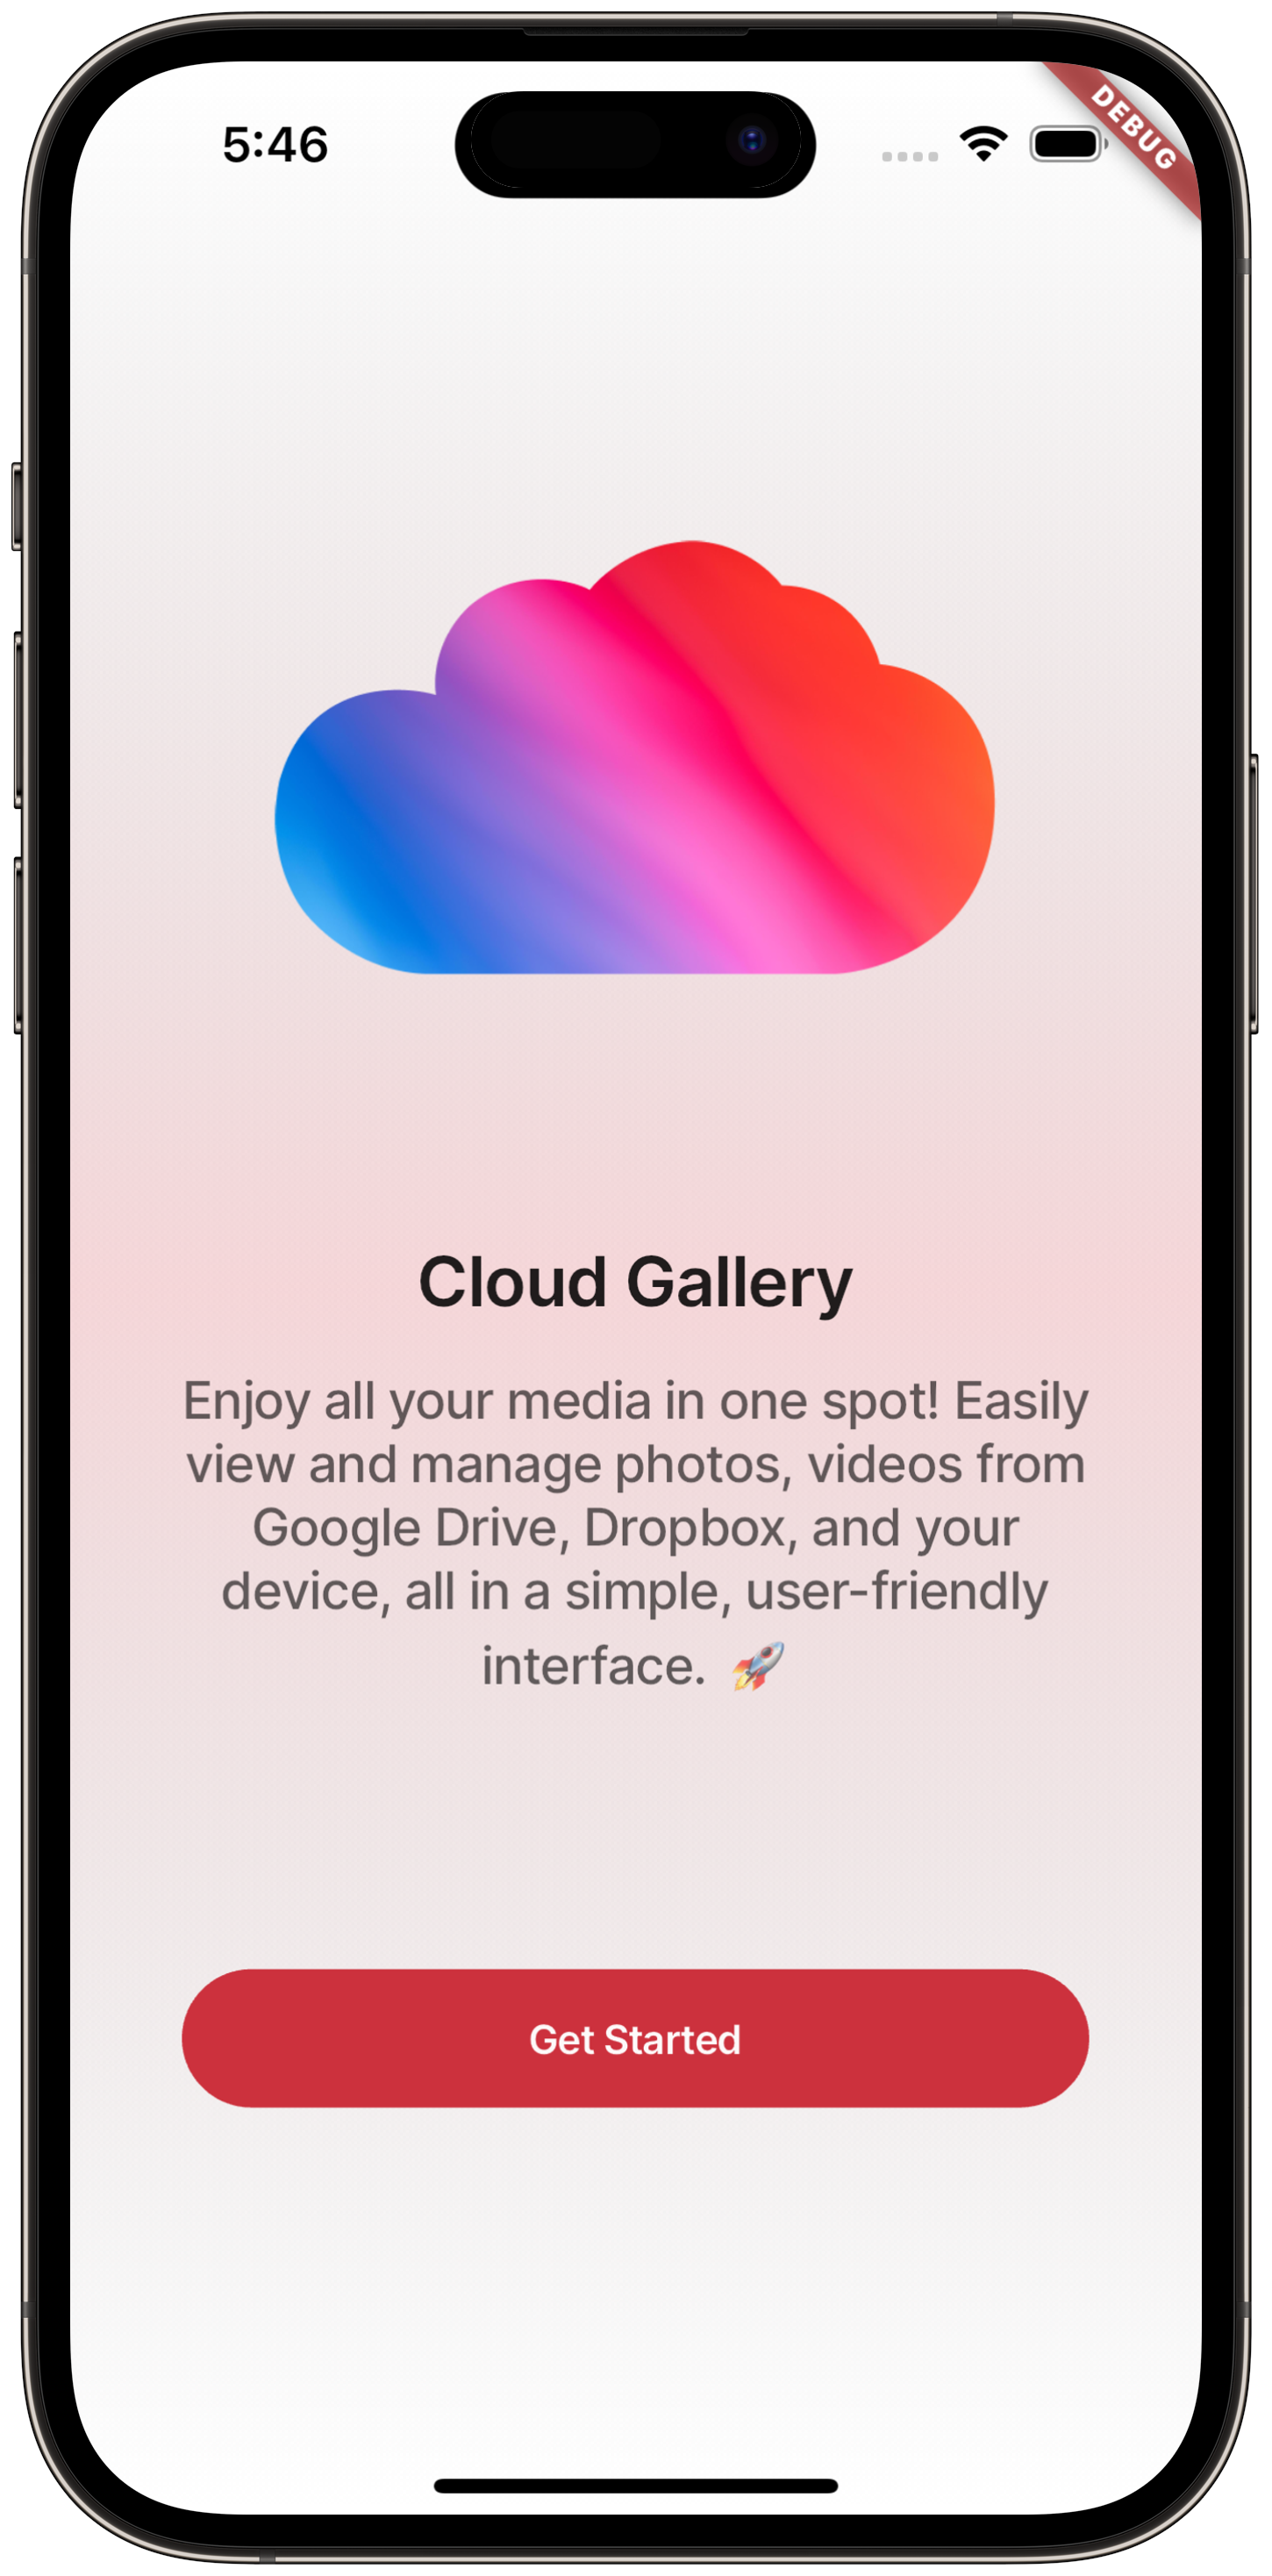 5:46
DEBUG
Cloud Gallery
Enjoy all your media in one spot! Easily
view and manage photos, videos from
Google Drive, Dropbox, and your
device, all in a simple, user-friendly
interface. 🚀
Get Started